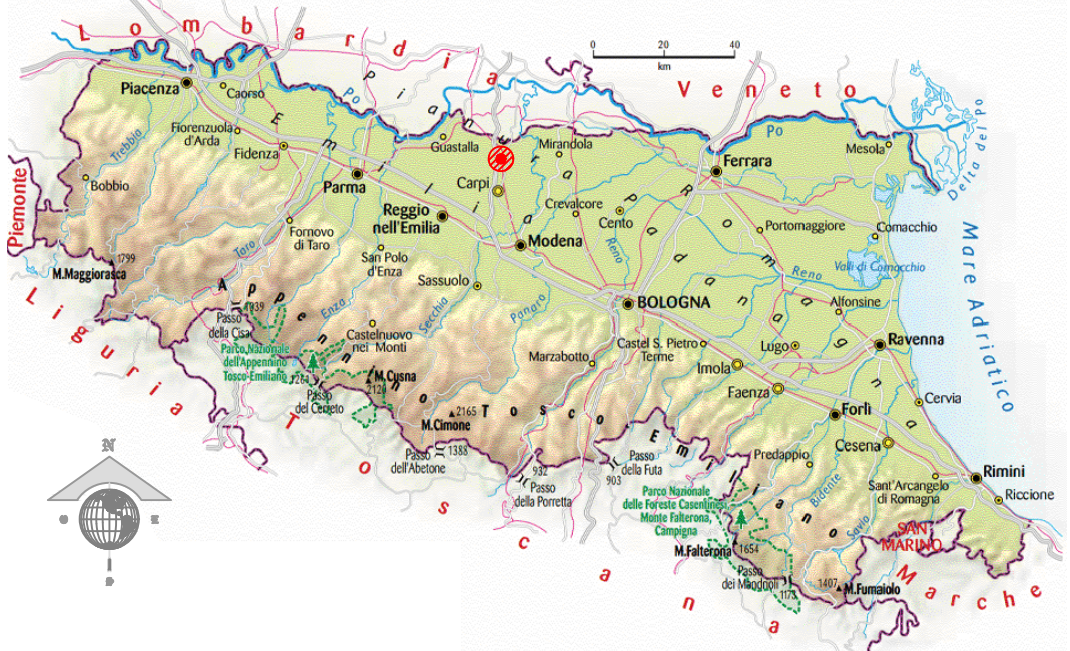 Lombardia
0 20 40
km
Veneto
Piacenza
Caorso
Po
Pianura Padana
Po
Mesola
Delta del Po
Trebbia
Fiorenzuola
d'Arda
Emilia
Romagna
Guastalla
Mirandola
Ferrara
Fidenza
Piemonte
Bobbio
Parma
Carpi
Reggio
nell'Emilia
Crevalcore
Cento
Portomaggiore
Comacchio
Fornovo
di Taro
Taro
San Polo
d'Enza
Modena
Reno
Mare Adriatico
1799
M.Maggiorasca
Sassuolo
Reno
Valli di Comacchio
Liguria
1039
Passo
della Cisa
Enza
Secchia
Panaro
BOLOGNA
Alfonsine
Appennino Tosco Emiliano
Parco Nazionale
dell'Appennino
Tosco-Emiliano
Castelnuovo
nei Monti
Marzabotto
Castel S. Pietro
Terme
Lugo
Ravenna
1261
Passo
del Cerreto
M.Cusna
2120
Imola
Faenza
Toscana
2165
M.Cimone
Forlì
Cervia
Passo
dell'Abetone
1388
932
Passo
della Porretta
Passo
della Futa
903
Predappio
Cesena
Rimini
Riccione
Sant'Arcangelo
di Romagna
Parco Nazionale
delle Foreste Casentinesi,
Monte Falterona,
Campigna
Bidente
Savio
SAN
MARINO
M.Falterona
1654
Passo
dei Mandrioli
1173
1407
M.Fumaiolo
Marche
N
O E
S